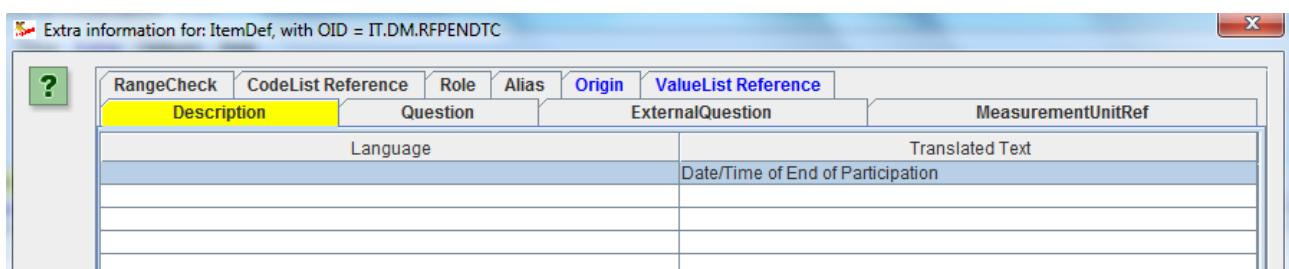 Extra information for: ItemDef, with OID = IT.DM.RFPENDTC
X
?
RangeCheck CodeList Reference Role Alias Origin ValueList Reference
Description Question ExternalQuestion MeasurementUnitRef
Language Translated Text
Date/Time of End of Participation